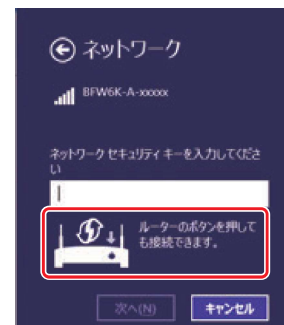 ネットワーク
BFW6K-A-xxxxx
ネットワーク セキュリティ キーを入力してくださ
い
ルーターのボタンを押して
も接続できます。
次へ(N) キャンセル